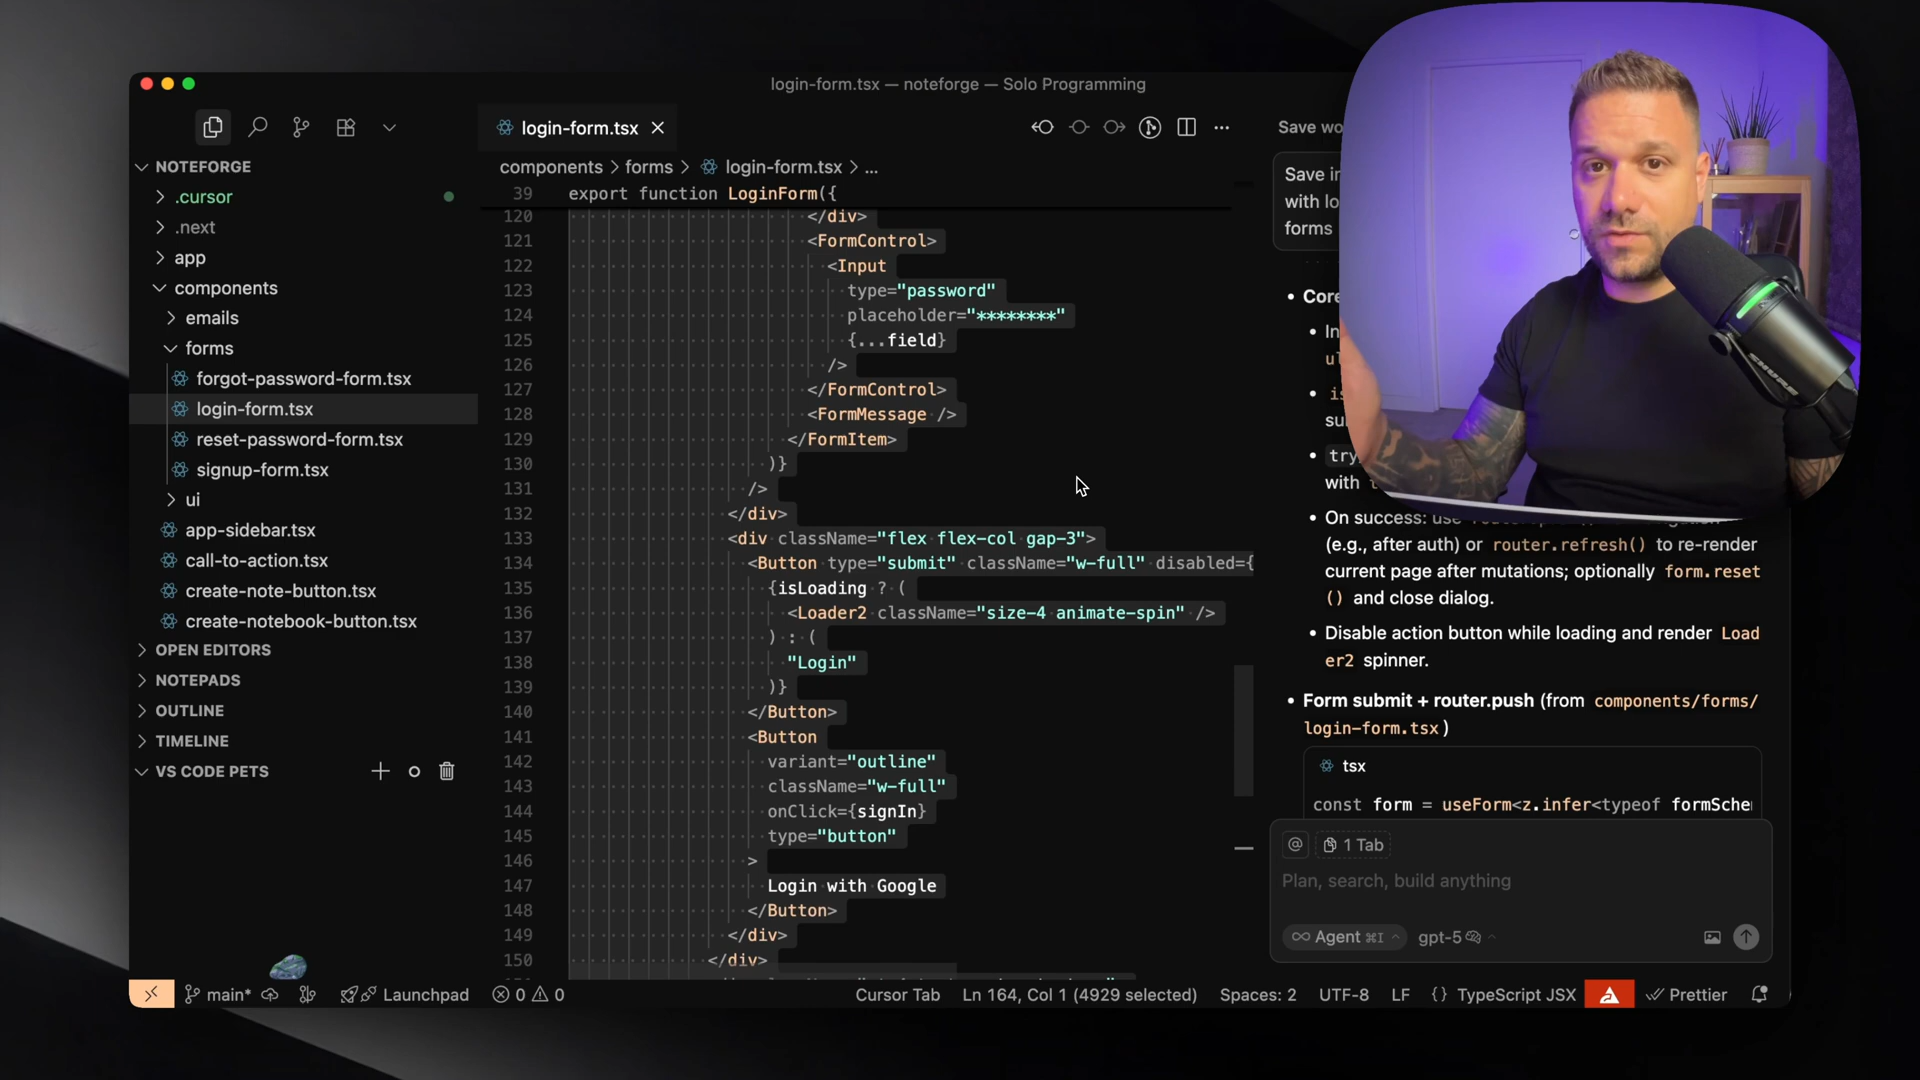 login-form.tsx — noteforge — Solo Programming
NOTEFORGE
.cursor
.next
app
components
emails
forms
forgot-password-form.tsx
login-form.tsx
reset-password-form.tsx
signup-form.tsx
ui
app-sidebar.tsx
call-to-action.tsx
create-note-button.tsx
create-notebook-button.tsx
OPEN EDITORS
NOTEPADS
OUTLINE
TIMELINE
VS CODE PETS
login-form.tsx
components > forms > login-form.tsx > ...
39 export function LoginForm({
120 </div>
121 <FormControl>
122 <Input
123 type="password"
124 placeholder="********"
125 {...field}
126 />
127 </FormControl>
128 <FormMessage />
129 </FormItem>
130 )}
131 />
132 </div>
133 <div className="flex flex-col gap-3">
134 <Button type="submit" className="w-full" disabled={
135 {isLoading ? (
136 <Loader2 className="size-4 animate-spin" />
137 ) : (
138 "Login"
139 )}
140 </Button>
141 <Button
142 variant="outline"
143 className="w-full"
144 onClick={signIn}
145 type="button"
146 >
147 Login with Google
148 </Button>
149 </div>
150 </div>
Save wo
Save in
with lo
forms
• Core
• In
ul
• is
su
• try
with
• On success: use
(e.g., after auth) or router.refresh() to re-render
current page after mutations; optionally form.reset
() and close dialog.
• Disable action button while loading and render Load
er2 spinner.
• Form submit + router.push (from components/forms/
login-form.tsx)
tsx
const form = useForm<z.infer<typeof formSche
@ 1 Tab
Plan, search, build anything
Agent ⌘I gpt-5
main* Launchpad 0 0
Cursor Tab Ln 164, Col 1 (4929 selected) Spaces: 2 UTF-8 LF {} TypeScript JSX Prettier